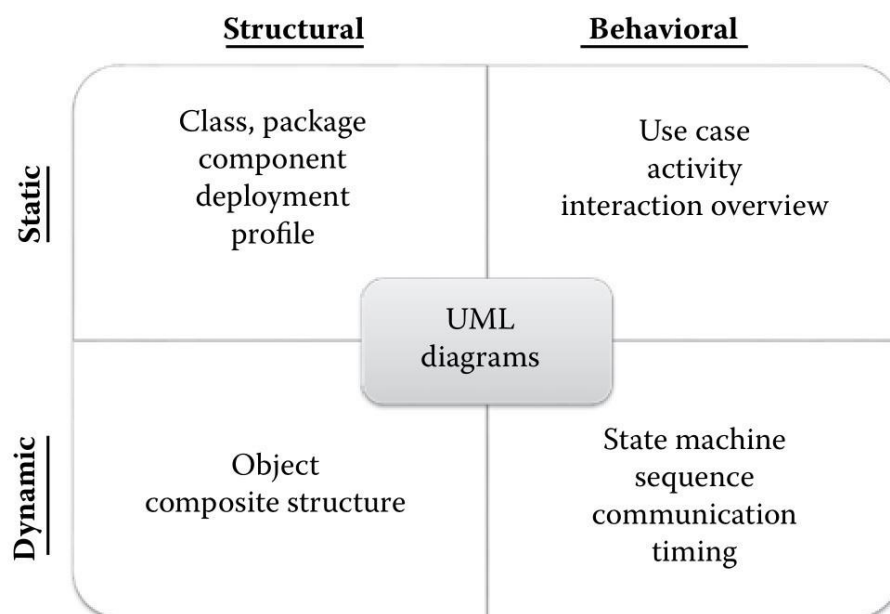 Structural
Behavioral
Static
Class, package
component
deployment
profile
Use case
activity
interaction overview
UML
diagrams
Dynamic
Object
composite structure
State machine
sequence
communication
timing